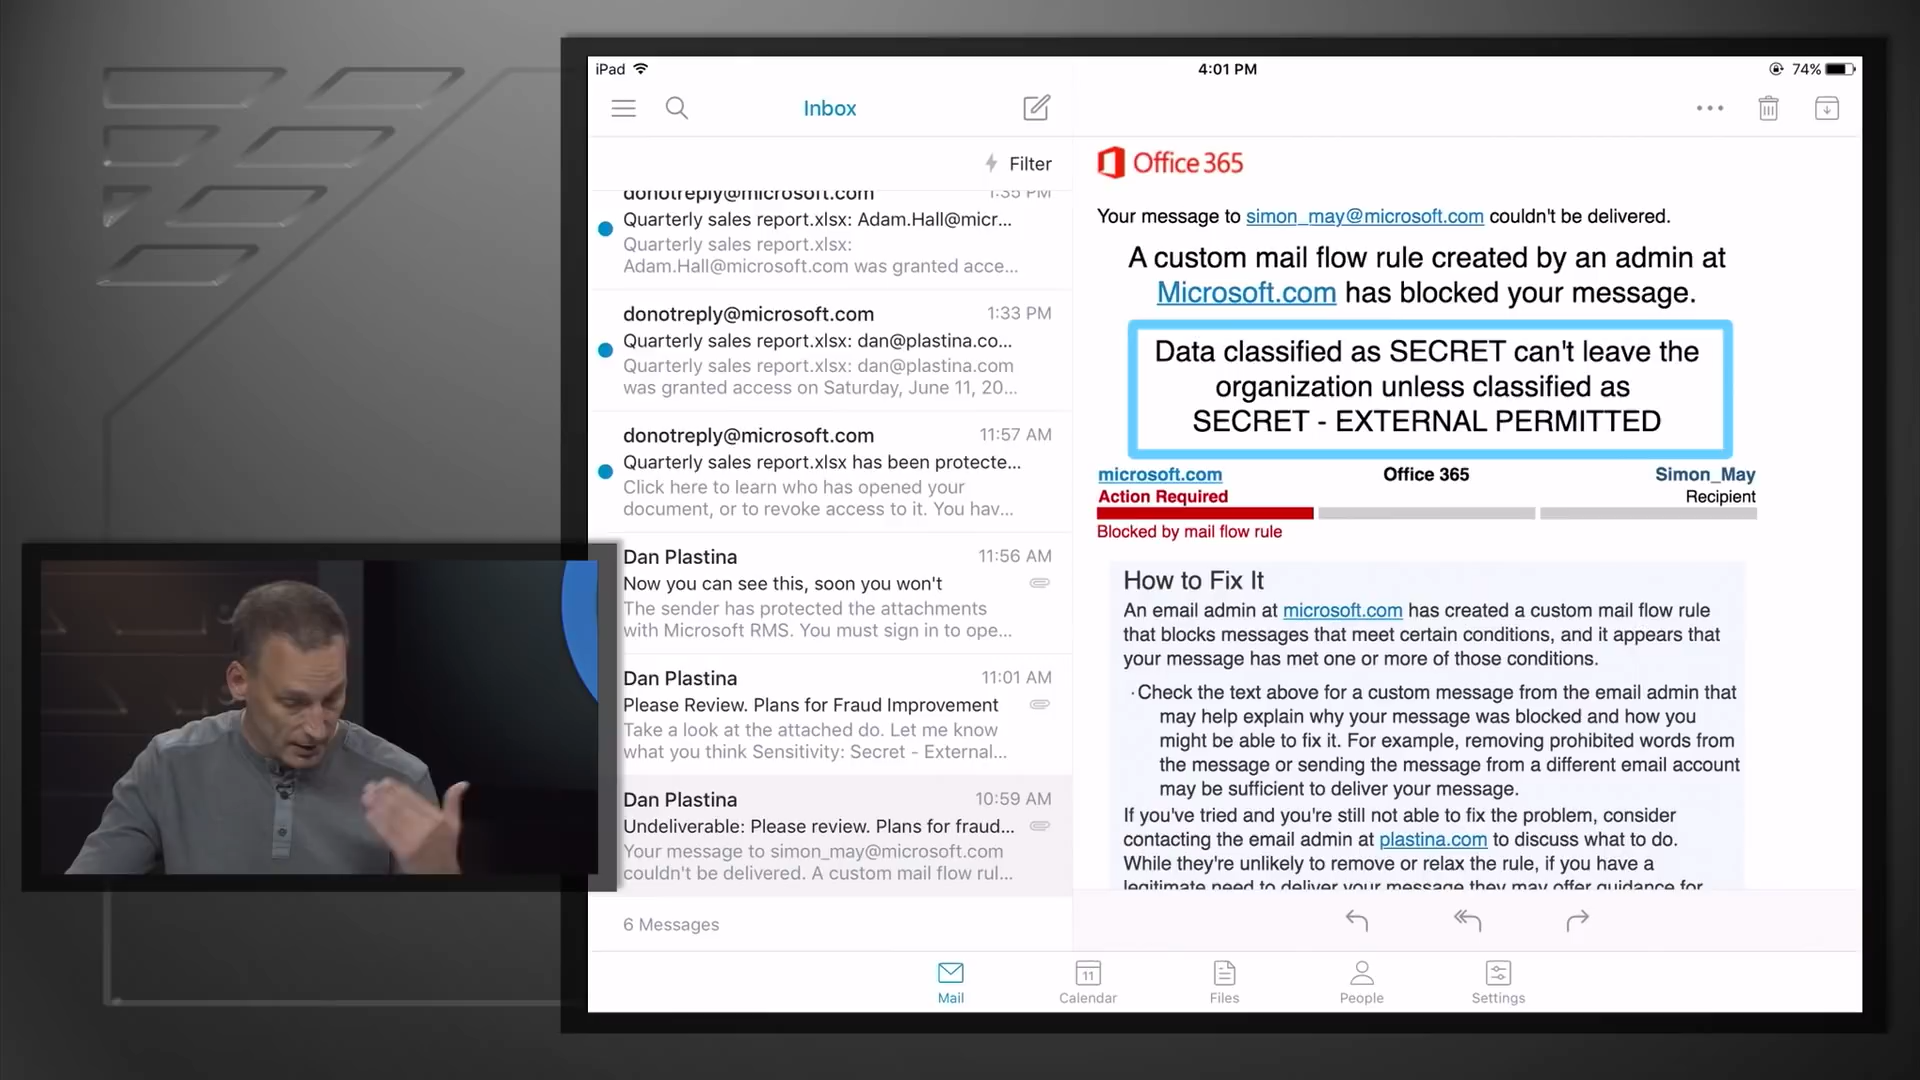 iPad
4:01 PM
74%
Inbox
Filter
donotreply@microsoft.com 1:35 PM
Quarterly sales report.xlsx: Adam.Hall@micr...
Quarterly sales report.xlsx:
Adam.Hall@microsoft.com was granted acce...
donotreply@microsoft.com 1:33 PM
Quarterly sales report.xlsx: dan@plastina.co...
Quarterly sales report.xlsx: dan@plastina.com
was granted access on Saturday, June 11, 20...
donotreply@microsoft.com 11:57 AM
Quarterly sales report.xlsx has been protecte...
Click here to learn who has opened your
document, or to revoke access to it. You hav...
Dan Plastina 11:56 AM
Now you can see this, soon you won't
The sender has protected the attachments
with Microsoft RMS. You must sign in to ope...
Dan Plastina 11:01 AM
Please Review. Plans for Fraud Improvement
Take a look at the attached do. Let me know
what you think Sensitivity: Secret - External...
Dan Plastina 10:59 AM
Undeliverable: Please review. Plans for fraud...
Your message to simon_may@microsoft.com
couldn't be delivered. A custom mail flow rul...
6 Messages
Office 365
Your message to simon_may@microsoft.com couldn't be delivered.
A custom mail flow rule created by an admin at
Microsoft.com has blocked your message.
Data classified as SECRET can't leave the
organization unless classified as
SECRET - EXTERNAL PERMITTED
microsoft.com Office 365 Simon_May
Action Required Recipient
Blocked by mail flow rule
How to Fix It
An email admin at microsoft.com has created a custom mail flow rule
that blocks messages that meet certain conditions, and it appears that
your message has met one or more of those conditions.
·Check the text above for a custom message from the email admin that
may help explain why your message was blocked and how you
might be able to fix it. For example, removing prohibited words from
the message or sending the message from a different email account
may be sufficient to deliver your message.
If you've tried and you're still not able to fix the problem, consider
contacting the email admin at plastina.com to discuss what to do.
While they're unlikely to remove or relax the rule, if you have a
legitimate need to deliver your message they may offer guidance for
11
Mail Calendar Files People Settings